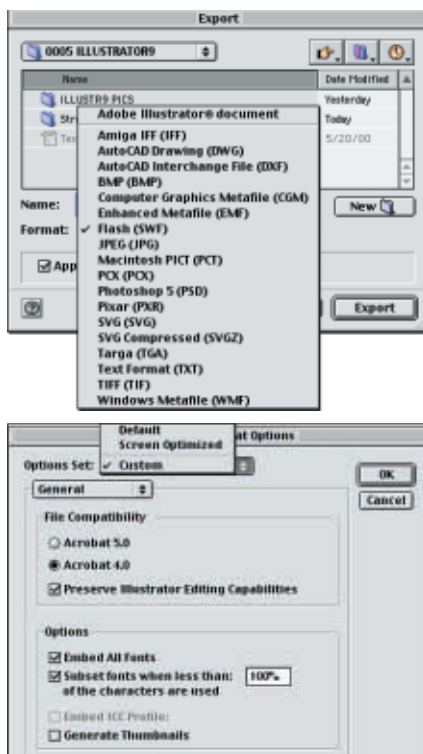 Export
0005 ILLUSTRATOR9
Name Date Modified
ILLUSTR9 PICS Yesterday
Str Today
Tex 5/20/00
Adobe Illustrator® document
Amiga IFF (IFF)
AutoCAD Drawing (DWG)
AutoCAD Interchange File (DXF)
BMP (BMP)
Computer Graphics Metafile (CGM)
Enhanced Metafile (EMF)
Flash (SWF)
JPEG (JPG)
Macintosh PICT (PCT)
PCX (PCX)
Photoshop 5 (PSD)
Pixar (PXR)
SVG (SVG)
SVG Compressed (SVGZ)
Targa (TGA)
Text Format (TXT)
TIFF (TIF)
Windows Metafile (WMF)
Name:
New
Format:
App
?
Export
at Options
Default
Screen Optimized
Options Set: Custom
OK
Cancel
General
File Compatibility
Acrobat 5.0
Acrobat 4.0
Preserve Illustrator Editing Capabilities
Options
Embed All Fonts
Subset fonts when less than: 100%
of the characters are used
Embed ICC Profile:
Generate Thumbnails